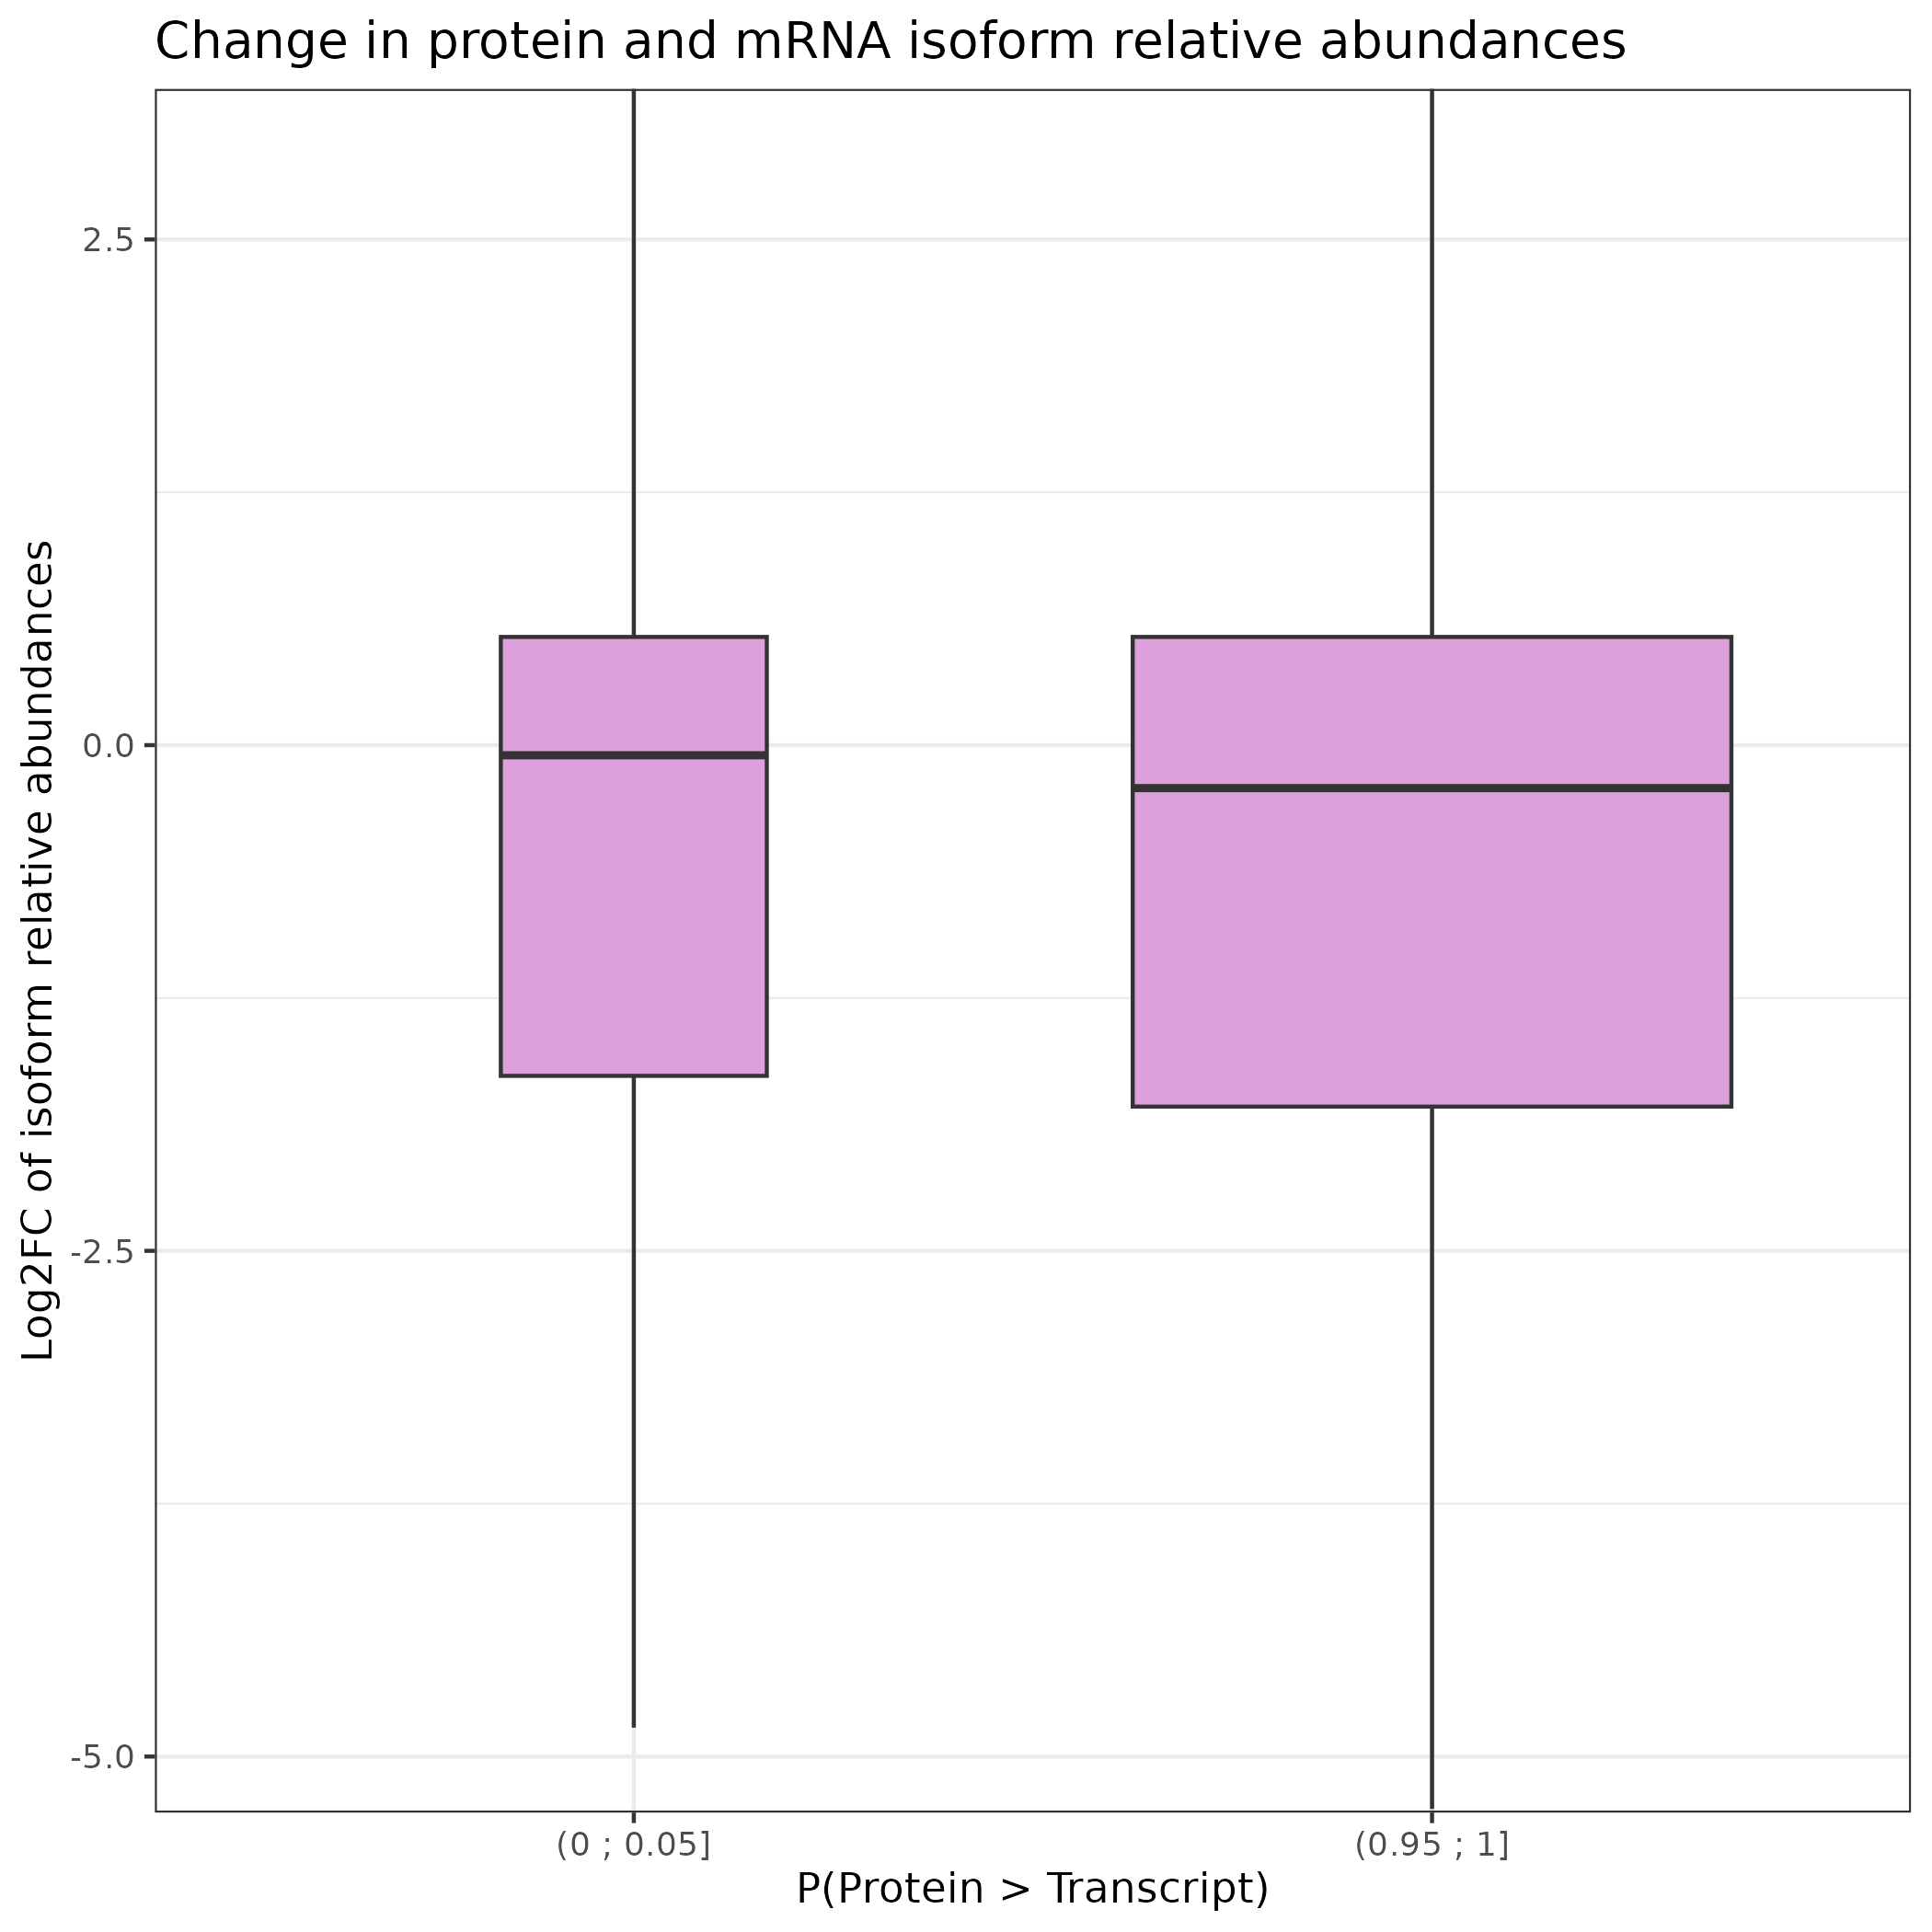 Change in protein and mRNA isoform relative abundances
Log2FC of isoform relative abundances
2.5
0.0
-2.5
-5.0
(0 ; 0.05]
(0.95 ; 1]
P(Protein > Transcript)